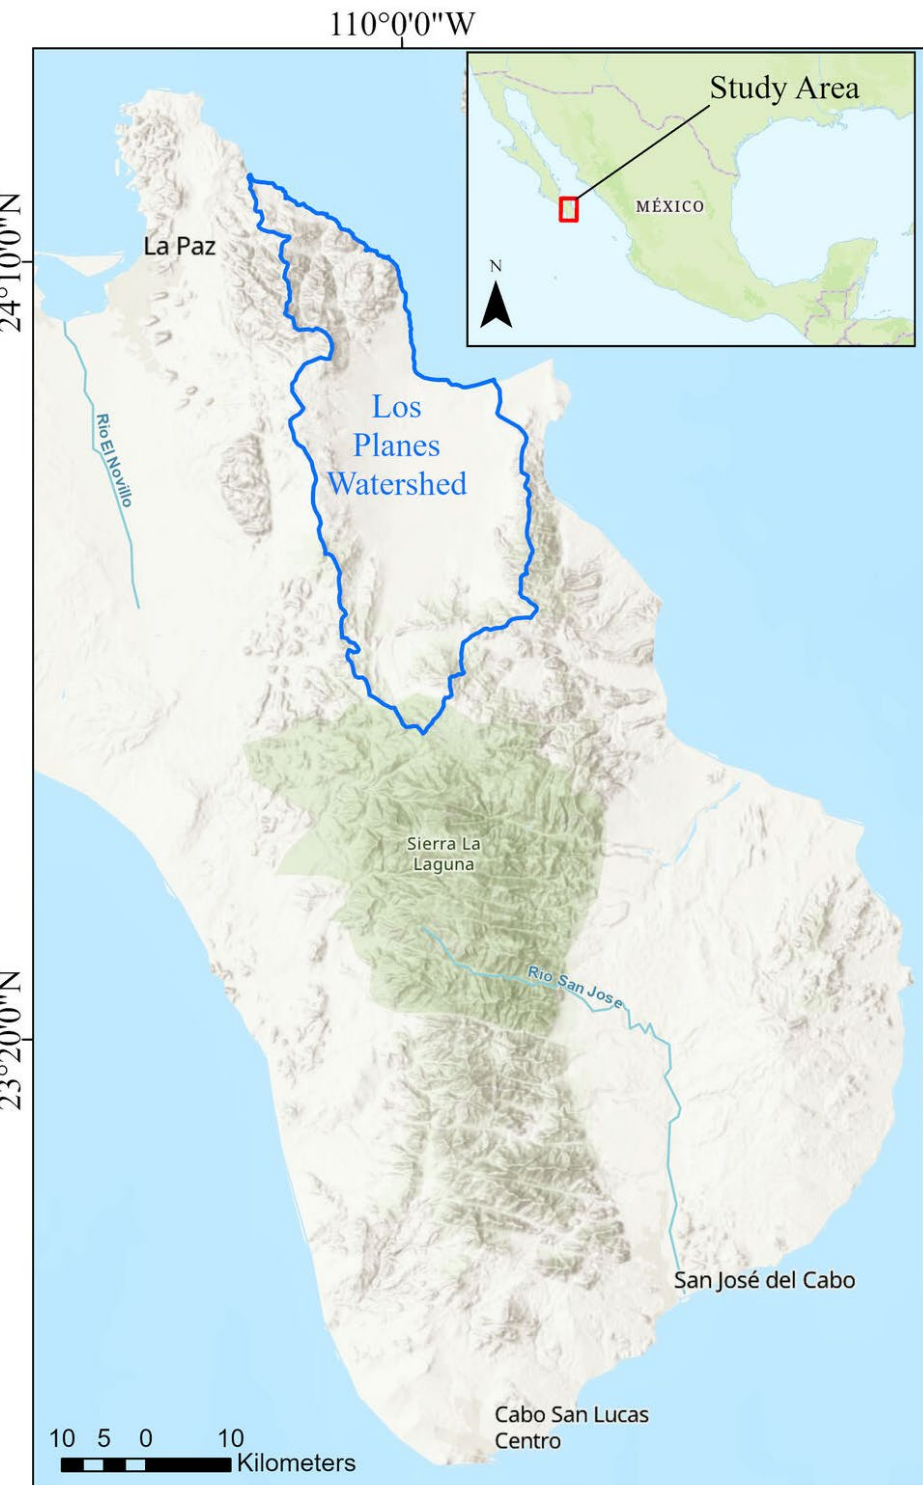 110°0'0"W
Study Area
MÉXICO
N
24°10'0"N
La Paz
Los
Planes
Watershed
Rio El Novillo
Sierra La
Laguna
Rio San Jose
23°20'0"N
San José del Cabo
Cabo San Lucas
Centro
10 5 0 10
Kilometers